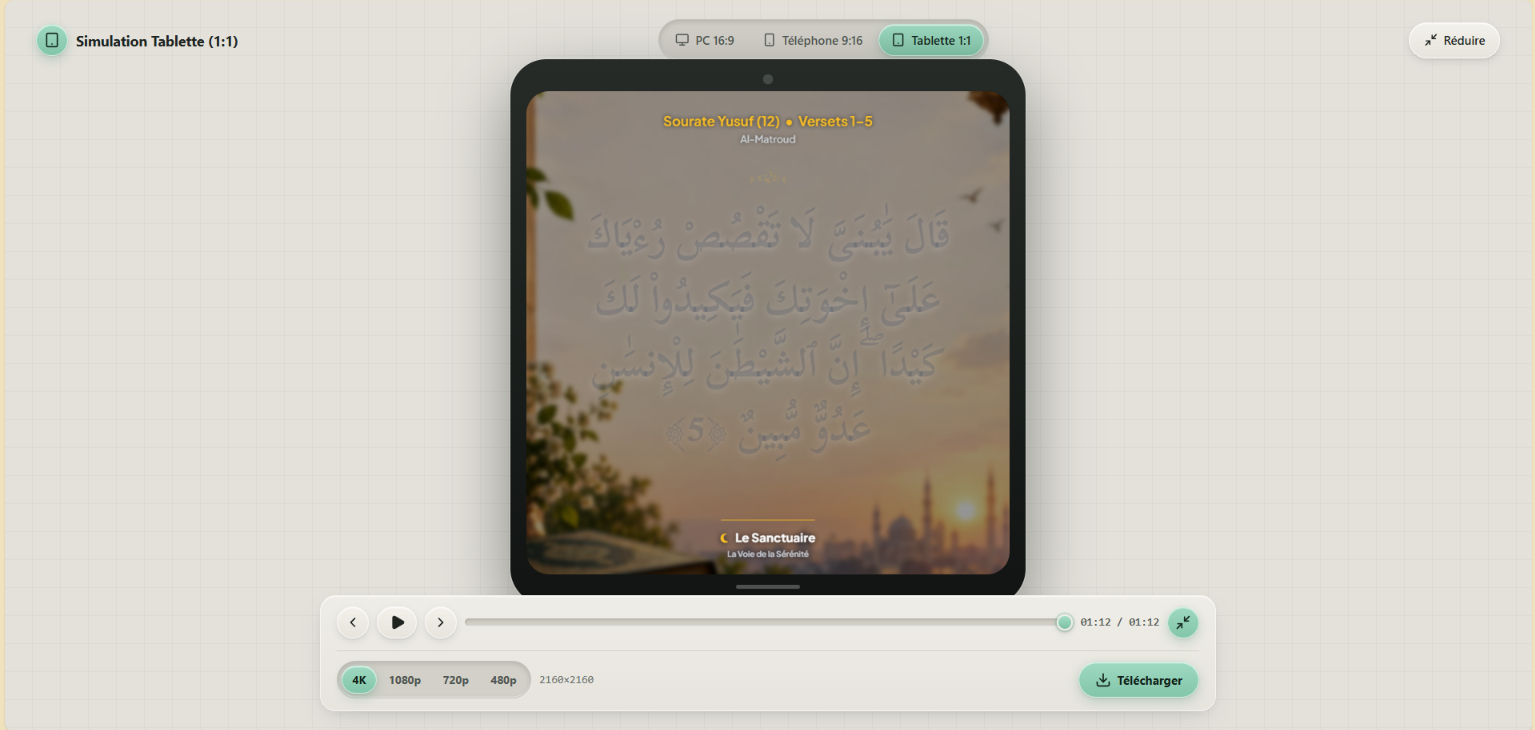 Simulation Tablette (1:1)
PC 16:9
Téléphone 9:16
Tablette 1:1
Réduire
Sourate Yusuf (12) • Versets 1–5
Al-Matroud
قَالَ يَٰبُنَىَّ لَا تَقْصُصْ رُءْيَاكَ
عَلَىٰٓ إِخْوَتِكَ فَيَكِيدُوا۟ لَكَ
كَيْدًا ۖ إِنَّ ٱلشَّيْطَٰنَ لِلْإِنسَٰنِ
عَدُوٌّ مُّبِينٌ ﴿5﴾
Le Sanctuaire
La Voie de la Sérénité
01:12 / 01:12
4K
1080p
720p
480p
2160×2160
Télécharger